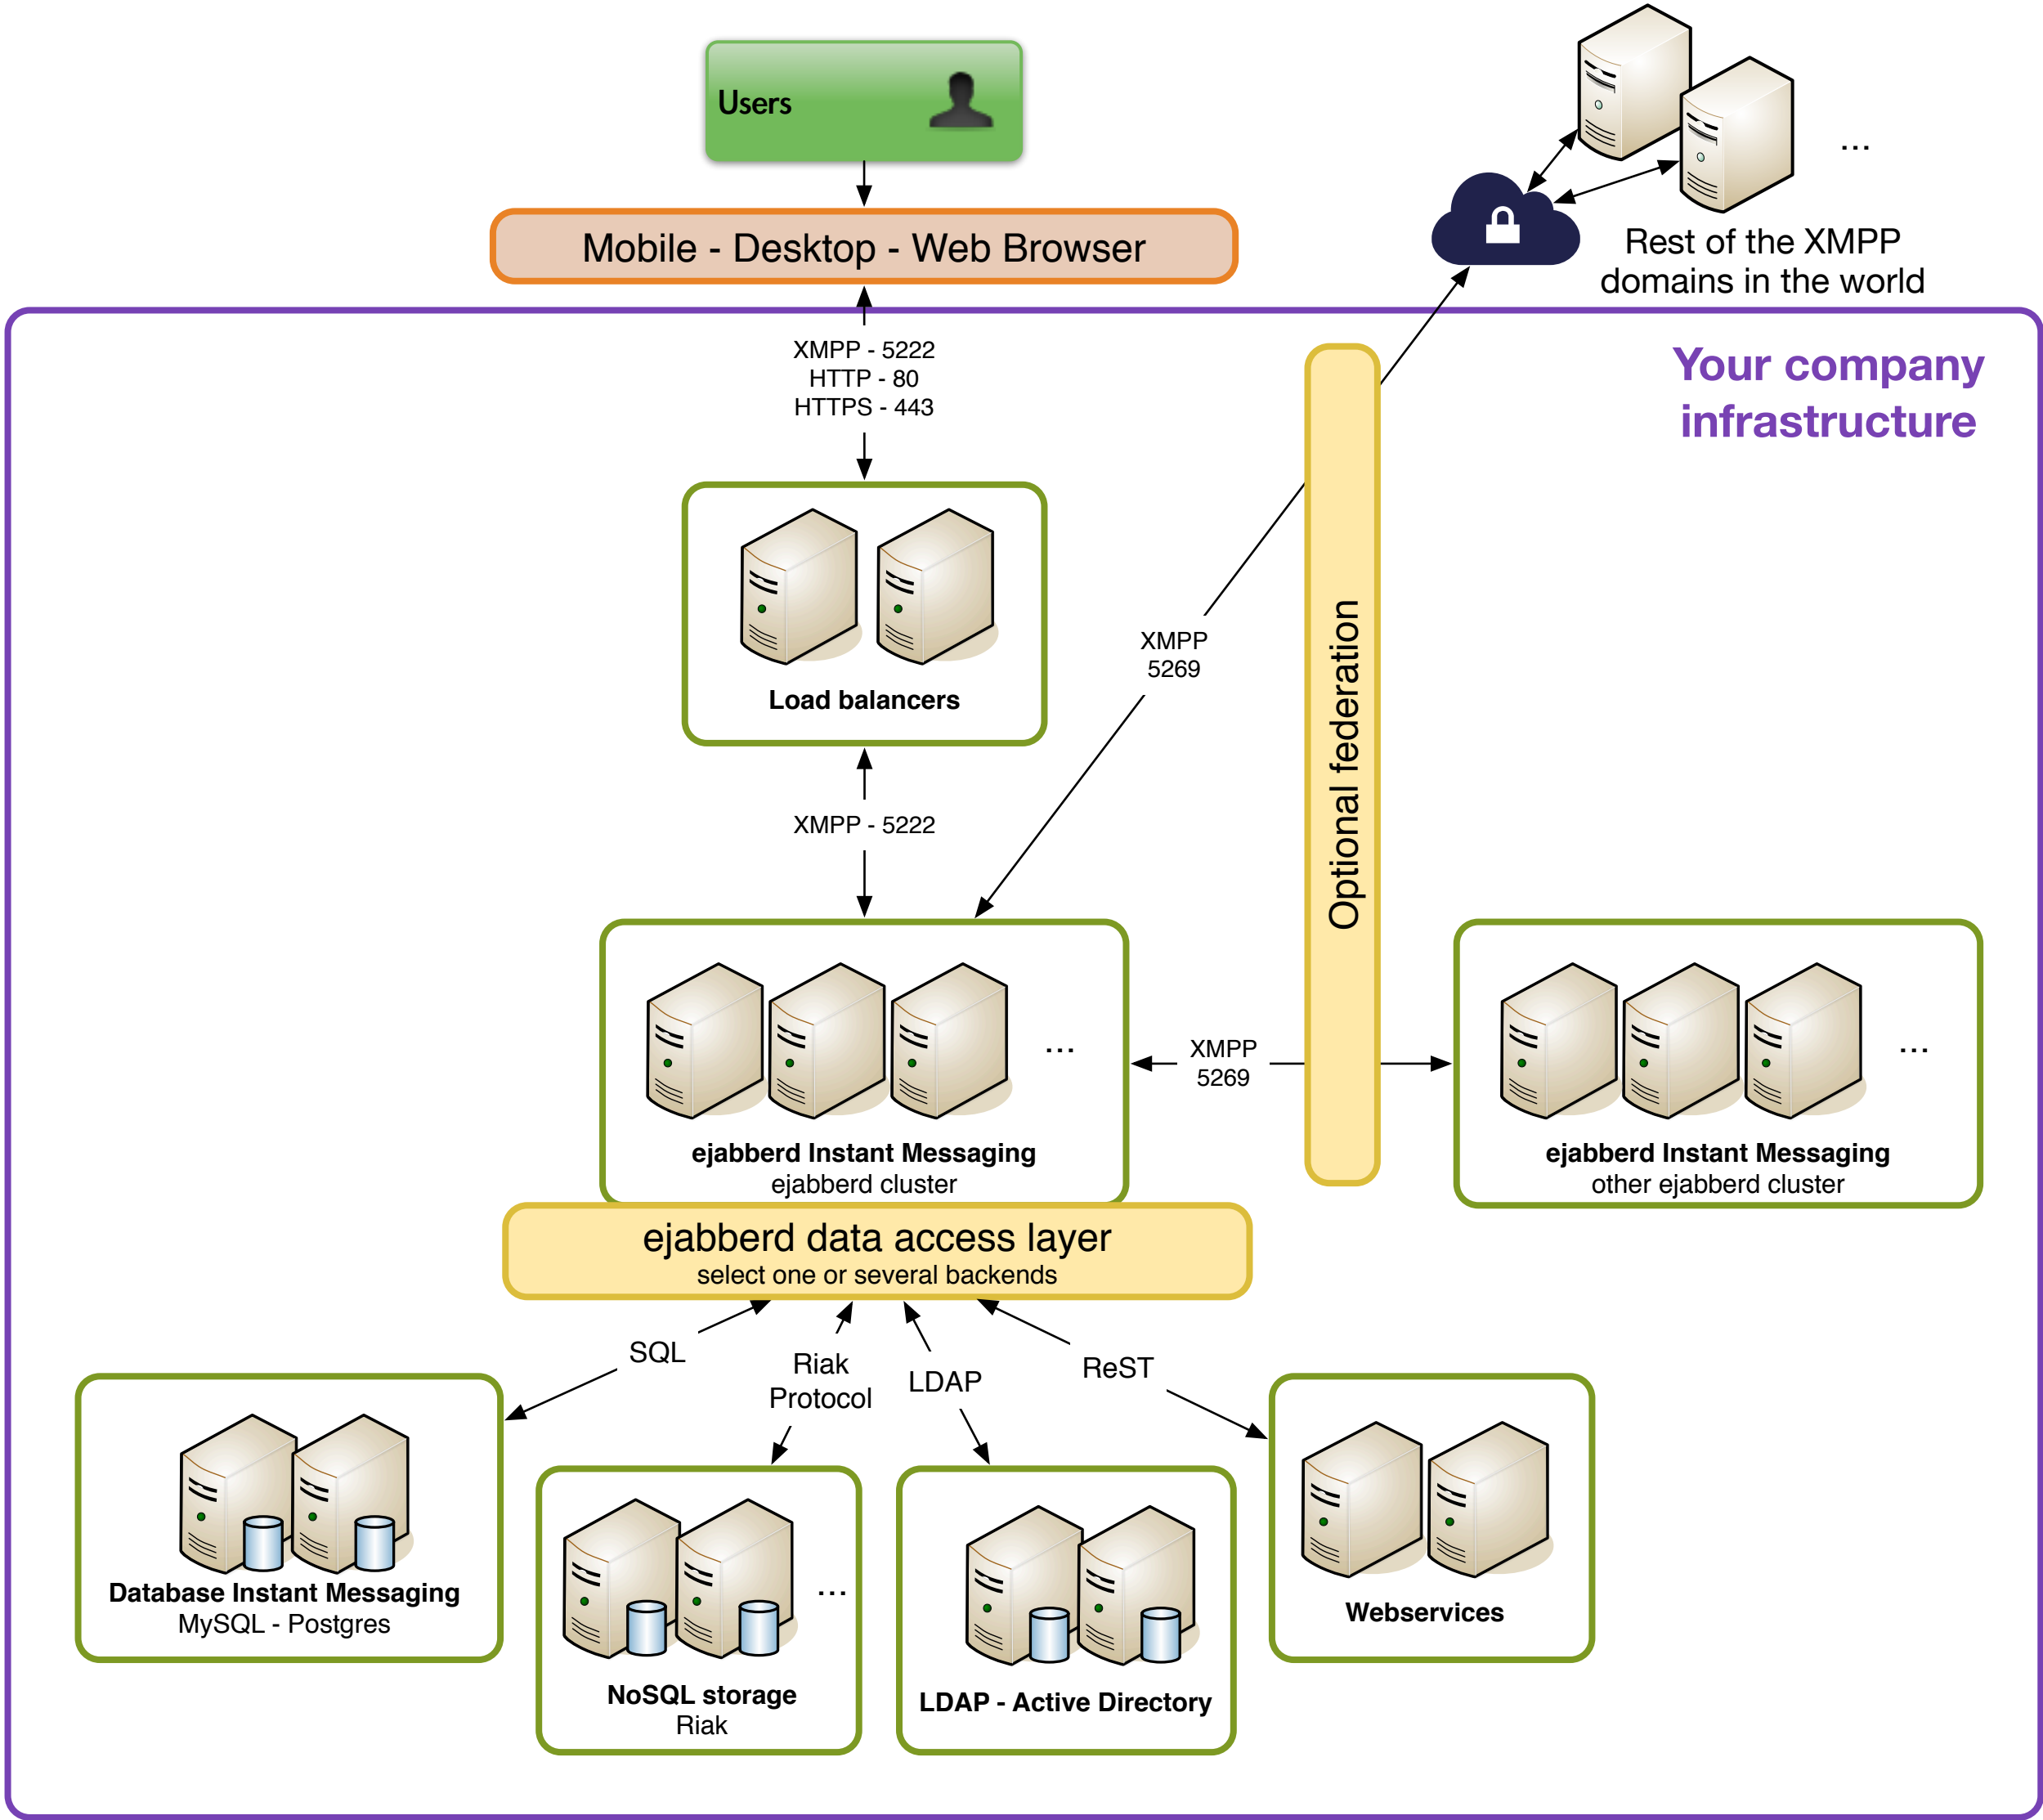 Users
...
Mobile - Desktop - Web Browser
Rest of the XMPP
domains in the world
XMPP - 5222
HTTP - 80
HTTPS - 443
Your company
infrastructure
Load balancers
XMPP
5269
Optional federation
XMPP - 5222
...
XMPP
5269
...
ejabberd Instant Messaging
ejabberd cluster
ejabberd Instant Messaging
other ejabberd cluster
ejabberd data access layer
select one or several backends
SQL
Riak
Protocol
LDAP
ReST
Database Instant Messaging
MySQL - Postgres
...
NoSQL storage
Riak
LDAP - Active Directory
Webservices